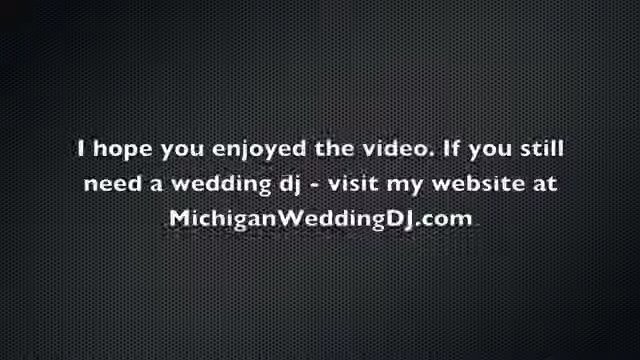 I hope you enjoyed the video. If you still
need a wedding dj - visit my website at
MichiganWeddingDJ.com